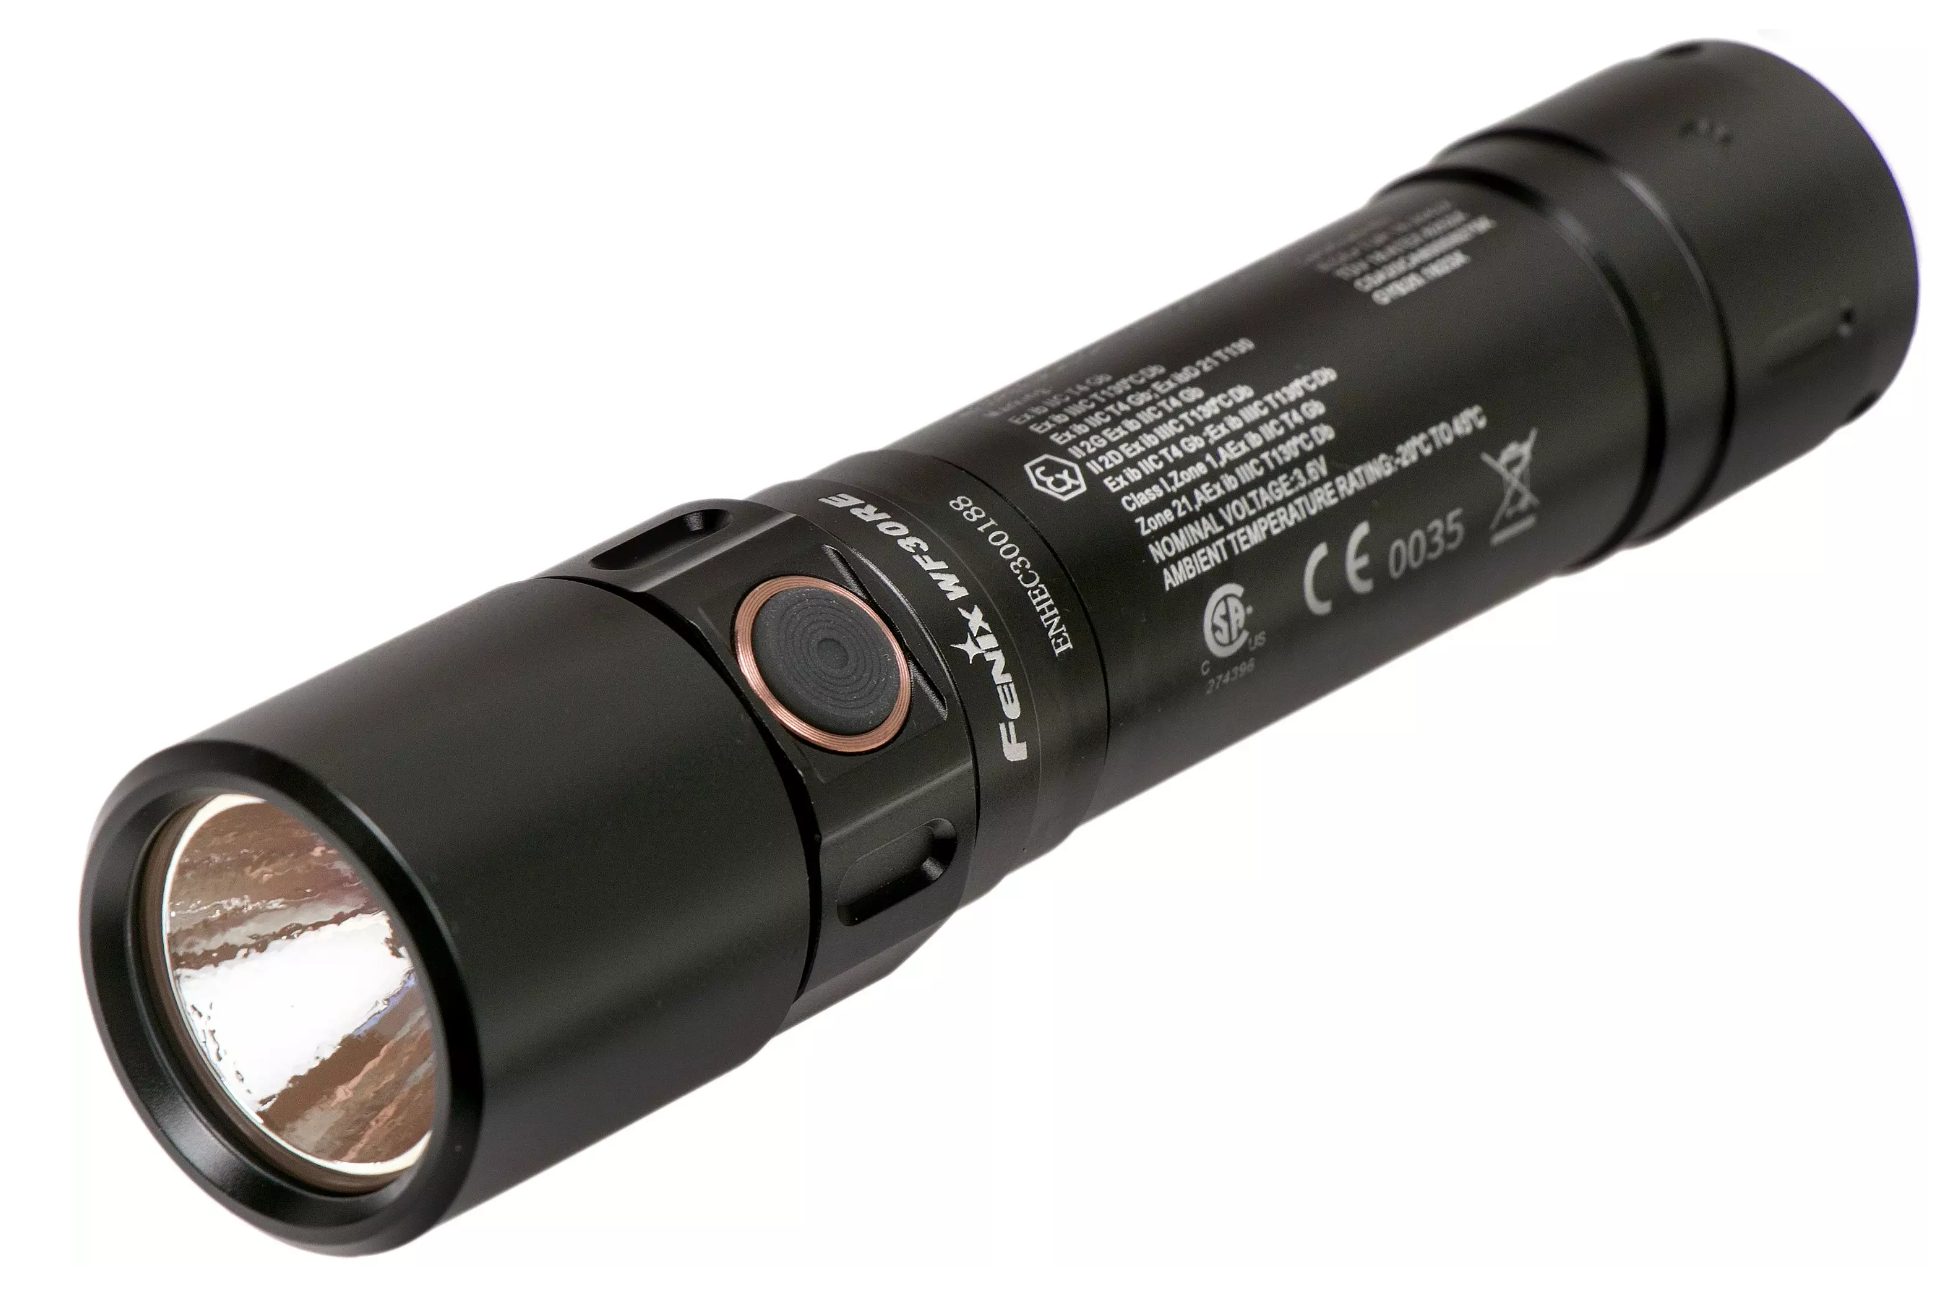 FENIX WF30RE
ENHEC300188
Ex ib IIC T4 Gb
Ex ib IIIC T130℃ Db
Ex ib IIC T4 Gb; Ex ibD 21 T130
II 2G Ex ib IIC T4 Gb
II 2D Ex ib IIIC T130℃ Db
Ex ib IIC T4 Gb ;Ex ib IIIC T130℃ Db
Class I,Zone 1,AEx ib IIC T4 Gb
Zone 21,AEx ib IIIC T130℃ Db
NOMINAL VOLTAGE:3.6V
AMBIENT TEMPERATURE RATIING:-20℃ TO 45℃
CE 0035
C US
274396